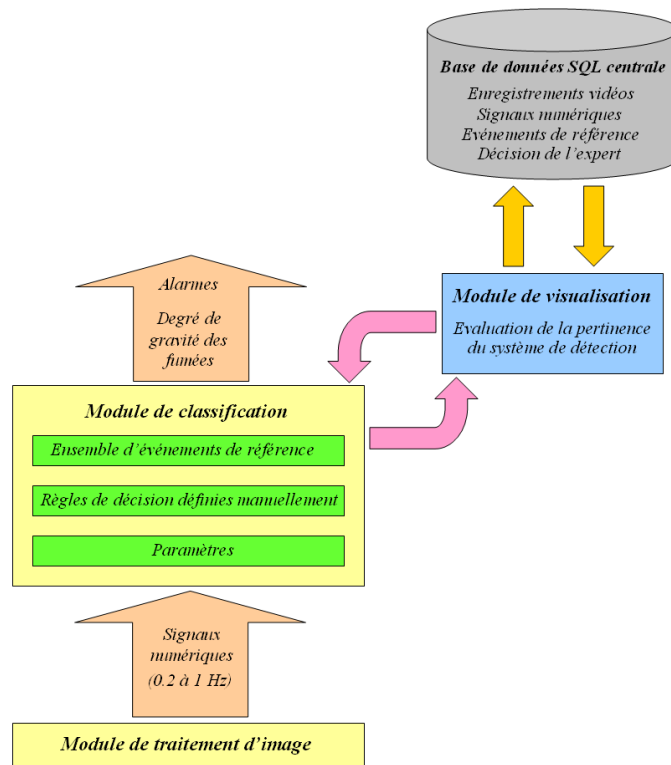 Base de données SQL centrale
Enregistrements vidéos
Signaux numériques
Evénements de référence
Décision de l'expert
Alarmes
Degré de
gravité des
fumées
Module de visualisation
Evaluation de la pertinence
du système de détection
Module de classification
Ensemble d'événements de référence
Règles de décision définies manuellement
Paramètres
Signaux
numériques
(0.2 à 1 Hz)
Module de traitement d'image